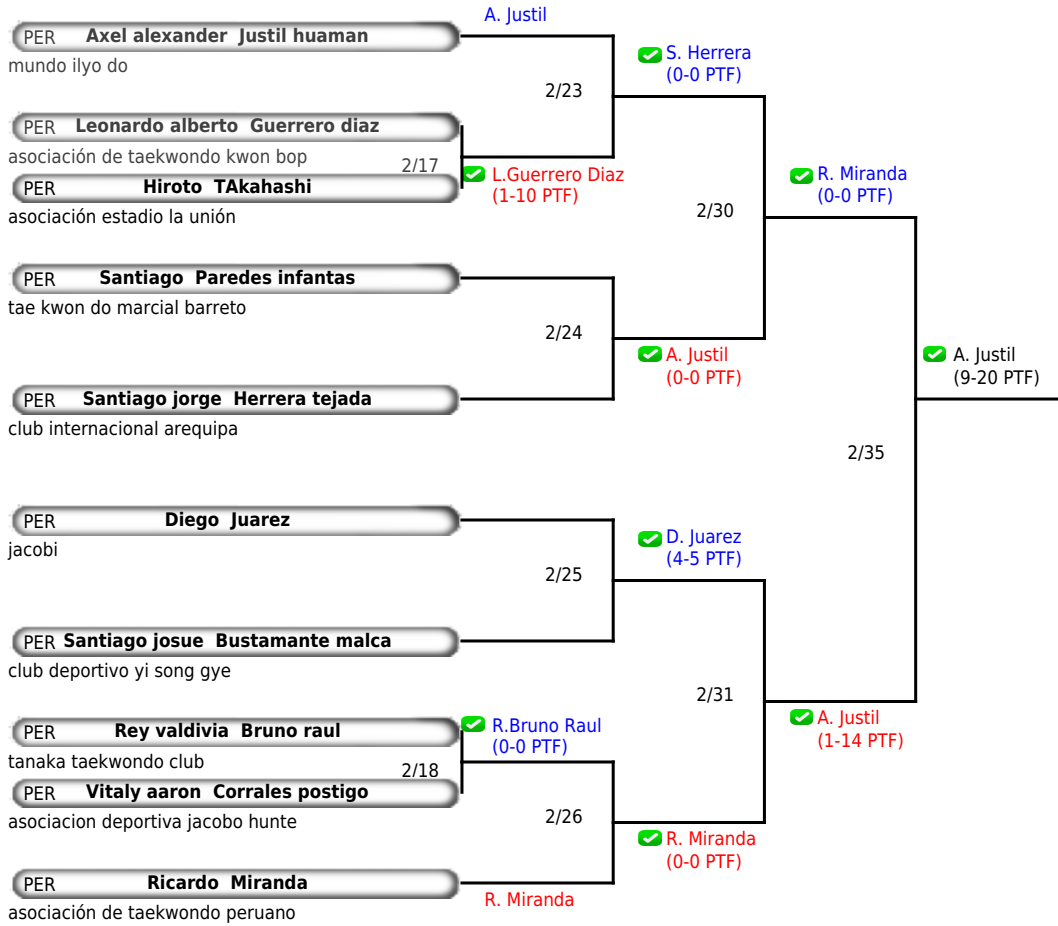 A. Justil
PER Axel alexander Justil huaman
mundo ilyo do
2/23
S. Herrera
(0-0 PTF)
PER Leonardo alberto Guerrero diaz
asociación de taekwondo kwon bop
2/17
L.Guerrero Diaz
(1-10 PTF)
PER Hiroto TAkahashi
asociación estadio la unión
R. Miranda
(0-0 PTF)
2/30
PER Santiago Paredes infantas
tae kwon do marcial barreto
2/24
A. Justil
(0-0 PTF)
A. Justil
(9-20 PTF)
PER Santiago jorge Herrera tejada
club internacional arequipa
2/35
PER Diego Juarez
jacobi
D. Juarez
(4-5 PTF)
2/25
PER Santiago josue Bustamante malca
club deportivo yi song gye
2/31
A. Justil
(1-14 PTF)
PER Rey valdivia Bruno raul
tanaka taekwondo club
R.Bruno Raul
(0-0 PTF)
2/18
PER Vitaly aaron Corrales postigo
asociacion deportiva jacobo hunte
2/26
R. Miranda
(0-0 PTF)
PER Ricardo Miranda
asociación de taekwondo peruano
R. Miranda